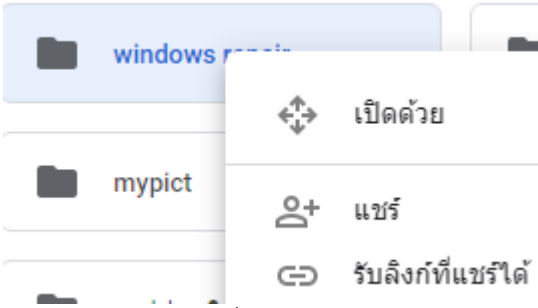 windows repair
เปิดด้วย
mypict
แชร์
รับลิงก์ที่แชร์ได้